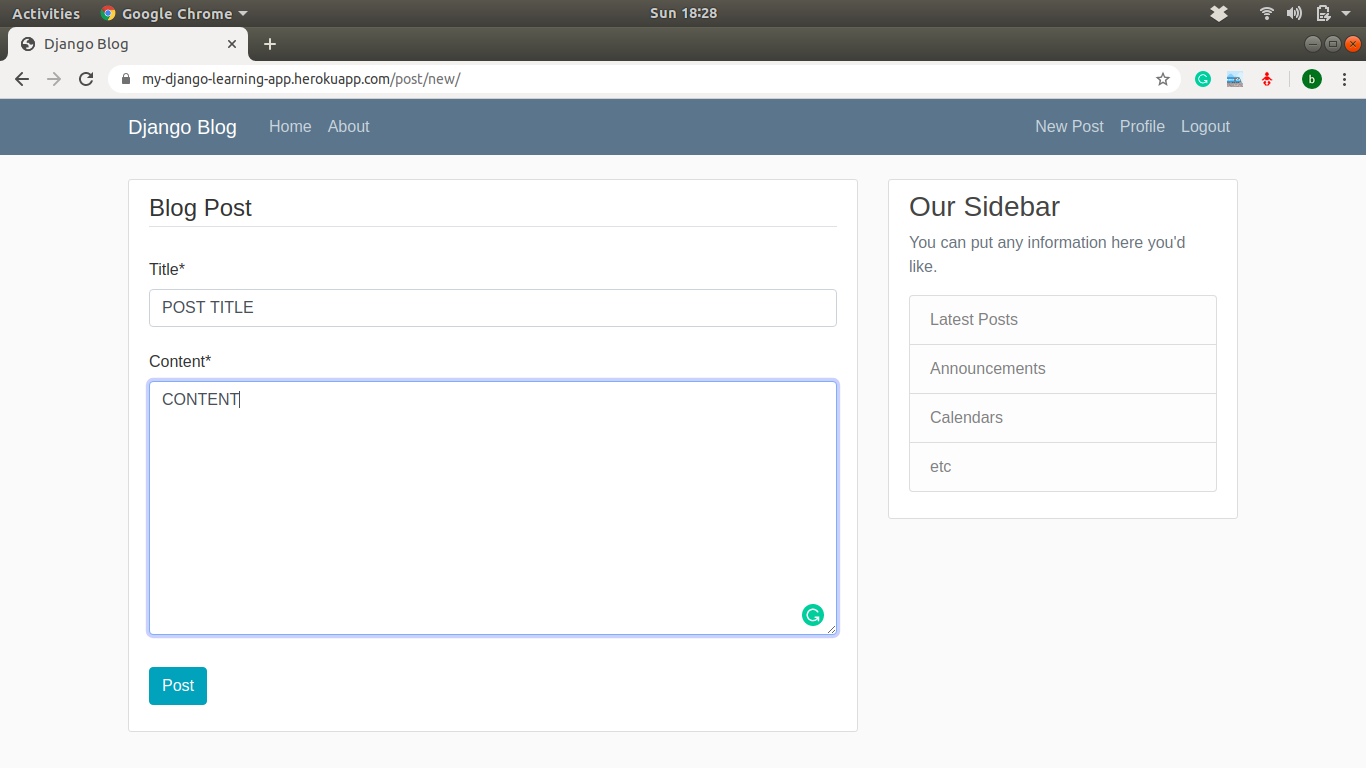 Activities Google Chrome Sun 18:28
Django Blog
my-django-learning-app.herokuapp.com/post/new/ b
Django Blog Home About New Post Profile Logout
Blog Post
Title*
POST TITLE
Content*
CONTENT
Post
Our Sidebar
You can put any information here you'd
like.
Latest Posts
Announcements
Calendars
etc